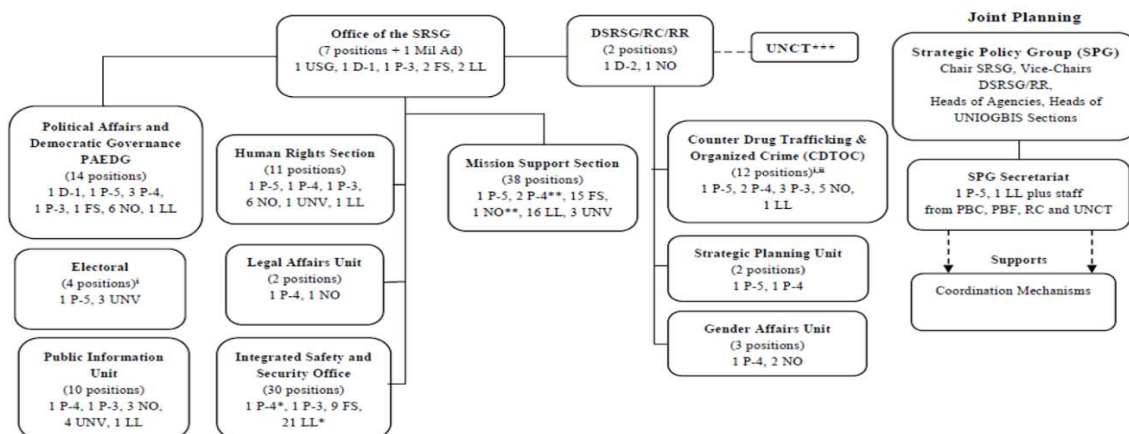 Office of the SRSG
(7 positions + 1 Mil Ad)
1 USG, 1 D-1, 1 P-3, 2 FS, 2 LL
DSRSG/RC/RR
(2 positions)
1 D-2, 1 NO
UNCT***
Joint Planning
Strategic Policy Group (SPG)
Chair SRSG, Vice-Chairs
DSRSG/RR,
Heads of Agencies, Heads of
UNIOGBIS Sections
Political Affairs and
Democratic Governance
PAEDG
(14 positions)
1 D-1, 1 P-5, 3 P-4,
1 P-3, 1 FS, 6 NO, 1 LL
Human Rights Section
(11 positions)
1 P-5, 1 P-4, 1 P-3,
6 NO, 1 UNV, 1 LL
Mission Support Section
(38 positions)
1 P-5, 2 P-4**, 15 FS,
1 NO**, 16 LL, 3 UNV
Counter Drug Trafficking &
Organized Crime (CDTOC)
(12 positions)i,ii
1 P-5, 2 P-4, 3 P-3, 5 NO,
1 LL
SPG Secretariat
1 P-5, 1 LL plus staff
from PBC, PBF, RC and UNCT
Electoral
(4 positions)i
1 P-5, 3 UNV
Legal Affairs Unit
(2 positions)
1 P-4, 1 NO
Strategic Planning Unit
(2 positions)
1 P-5, 1 P-4
Supports
Coordination Mechanisms
Public Information
Unit
(10 positions)
1 P-4, 1 P-3, 3 NO,
4 UNV, 1 LL
Integrated Safety and
Security Office
(30 positions)
1 P-4*, 1 P-3, 9 FS,
21 LL*
Gender Affairs Unit
(3 positions)
1 P-4, 2 NO